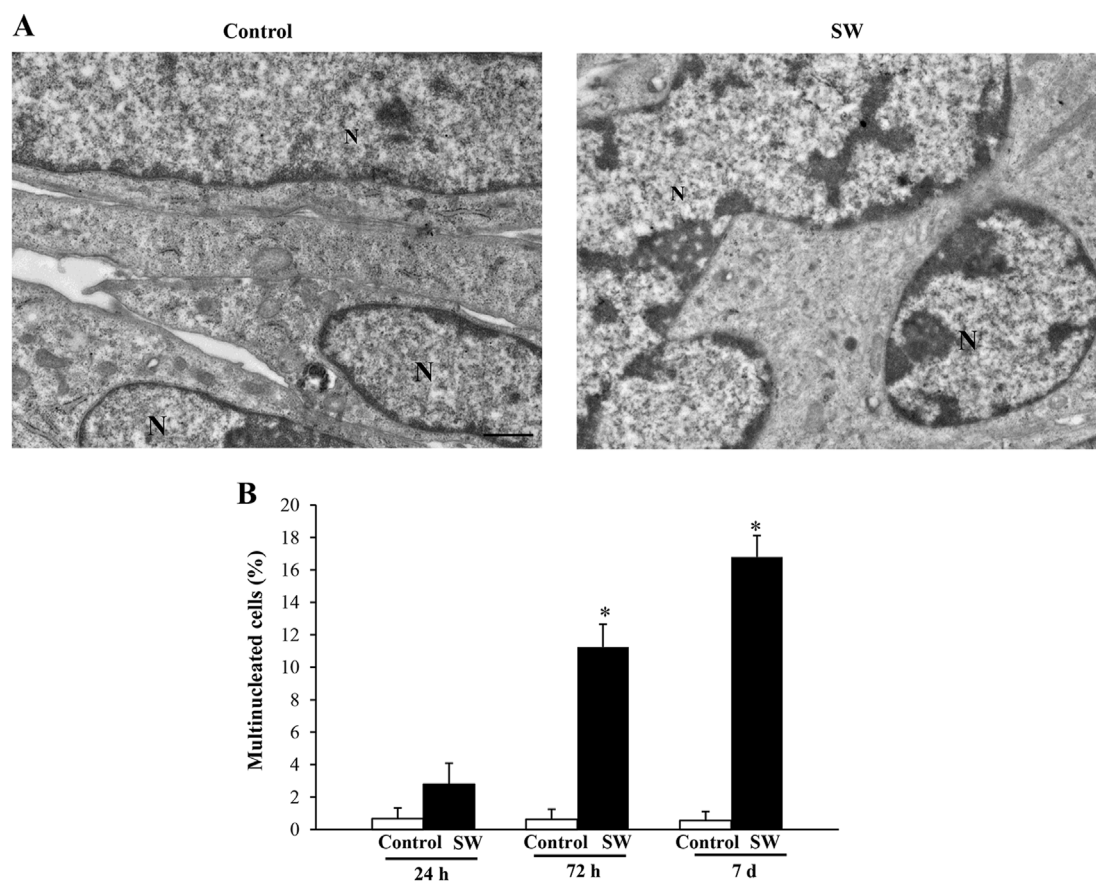 A
Control SW
N
N
N
N
N
B
20
18
16
14
12
10
8
6
4
2
0
Multinucleated cells (%)
*
*
Control SW Control SW Control SW
24 h 72 h 7 d